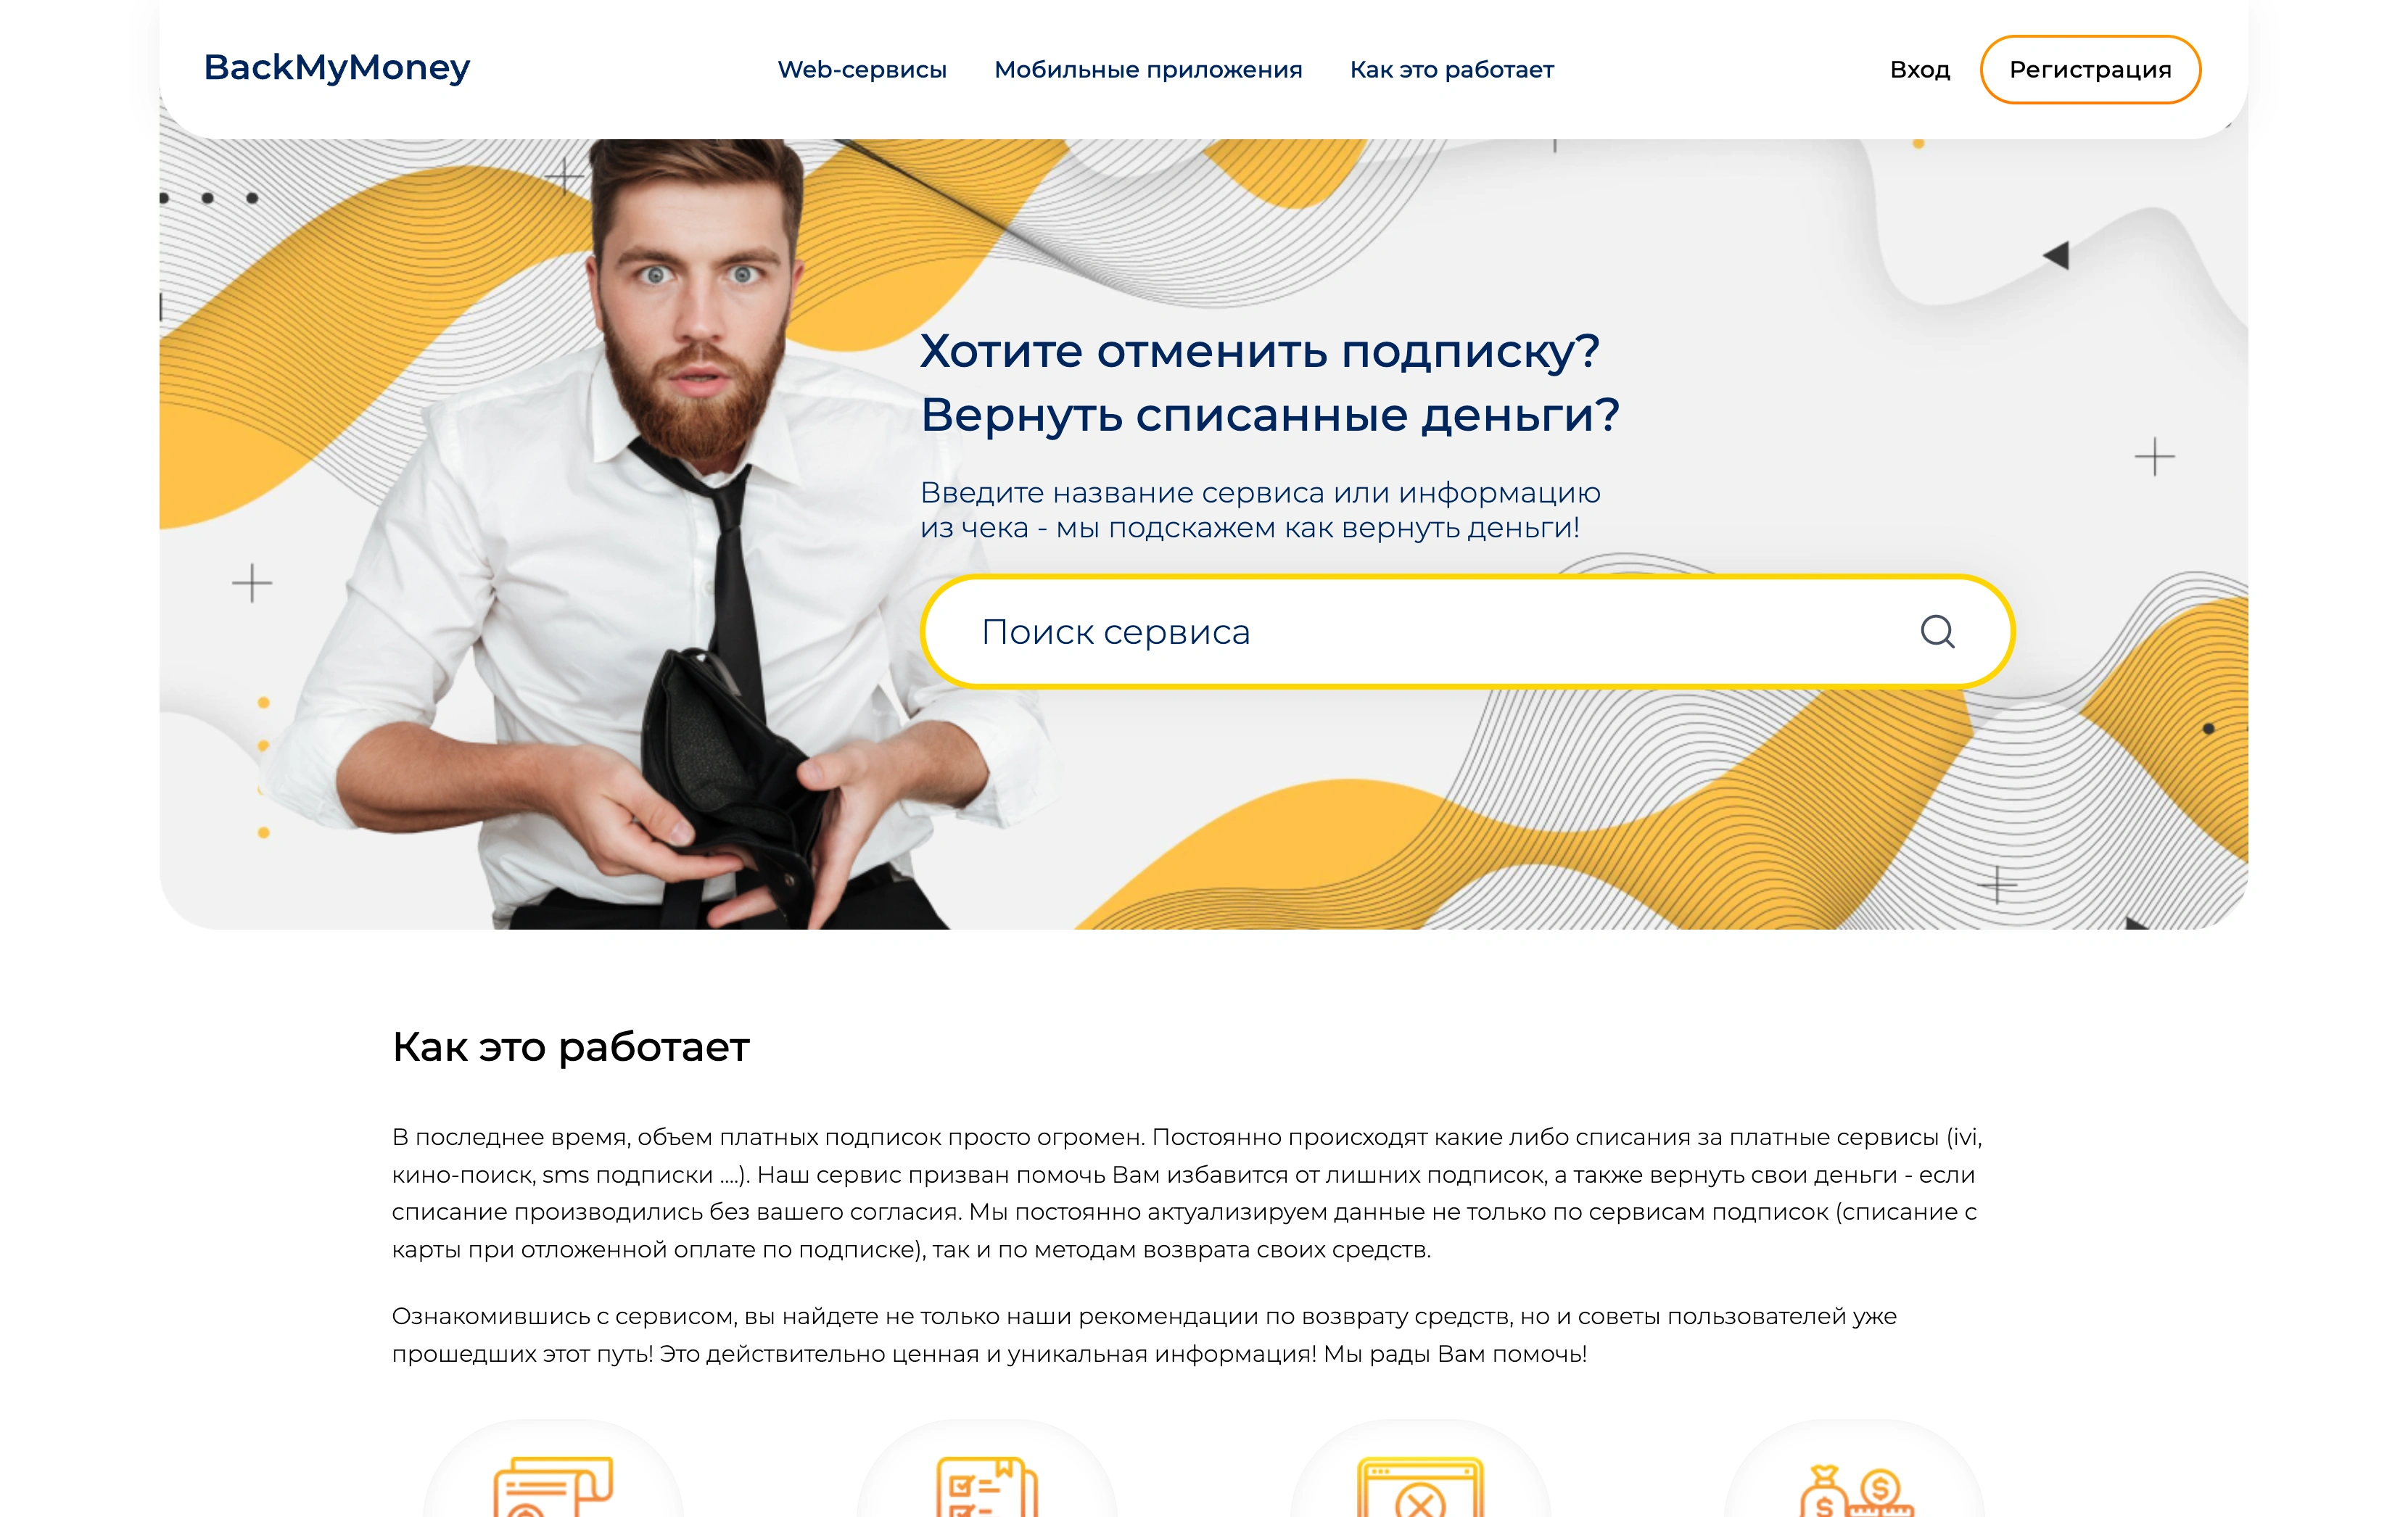 BackMyMoney
Web-сервисы
Мобильные приложения
Как это работает
Вход
Регистрация
Хотите отменить подписку?
Вернуть списанные деньги?
Введите название сервиса или информацию
из чека - мы подскажем как вернуть деньги!
Поиск сервиса
Как это работает
В последнее время, объем платных подписок просто огромен. Постоянно происходят какие либо списания за платные сервисы (ivi,
кино-поиск, sms подписки ....). Наш сервис призван помочь Вам избавится от лишних подписок, а также вернуть свои деньги - если
списание производились без вашего согласия. Мы постоянно актуализируем данные не только по сервисам подписок (списание с
карты при отложенной оплате по подписке), так и по методам возврата своих средств.
Ознакомившись с сервисом, вы найдете не только наши рекомендации по возврату средств, но и советы пользователей уже
прошедших этот путь! Это действительно ценная и уникальная информация! Мы рады Вам помочь!